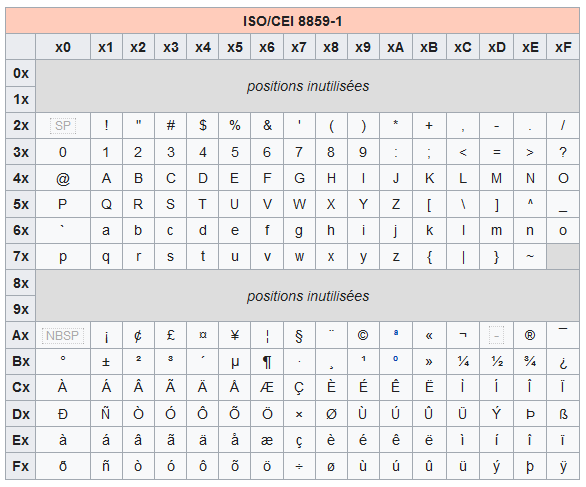 ISO/CEI 8859-1
x0 x1 x2 x3 x4 x5 x6 x7 x8 x9 xA xB xC xD xE xF
0x
positions inutilisées
1x
2x SP ! " # $ % & ' ( ) * + , - . /
3x 0 1 2 3 4 5 6 7 8 9 : ; < = > ?
4x @ A B C D E F G H I J K L M N O
5x P Q R S T U V W X Y Z [ \ ] ^ _
6x ` a b c d e f g h i j k l m n o
7x p q r s t u v w x y z { | } ~
8x
positions inutilisées
9x
Ax NBSP ¡ ¢ £ ¤ ¥ ¦ § ¨ © ª « ¬ - ® ¯
Bx ° ± ² ³ ´ µ ¶ · ¸ ¹ º » ¼ ½ ¾ ¿
Cx À Á Â Ã Ä Å Æ Ç È É Ê Ë Ì Í Î Ï
Dx Ð Ñ Ò Ó Ô Õ Ö × Ø Ù Ú Û Ü Ý Þ ß
Ex à á â ã ä å æ ç è é ê ë ì í î ï
Fx ð ñ ò ó ô õ ö ÷ ø ù ú û ü ý þ ÿ